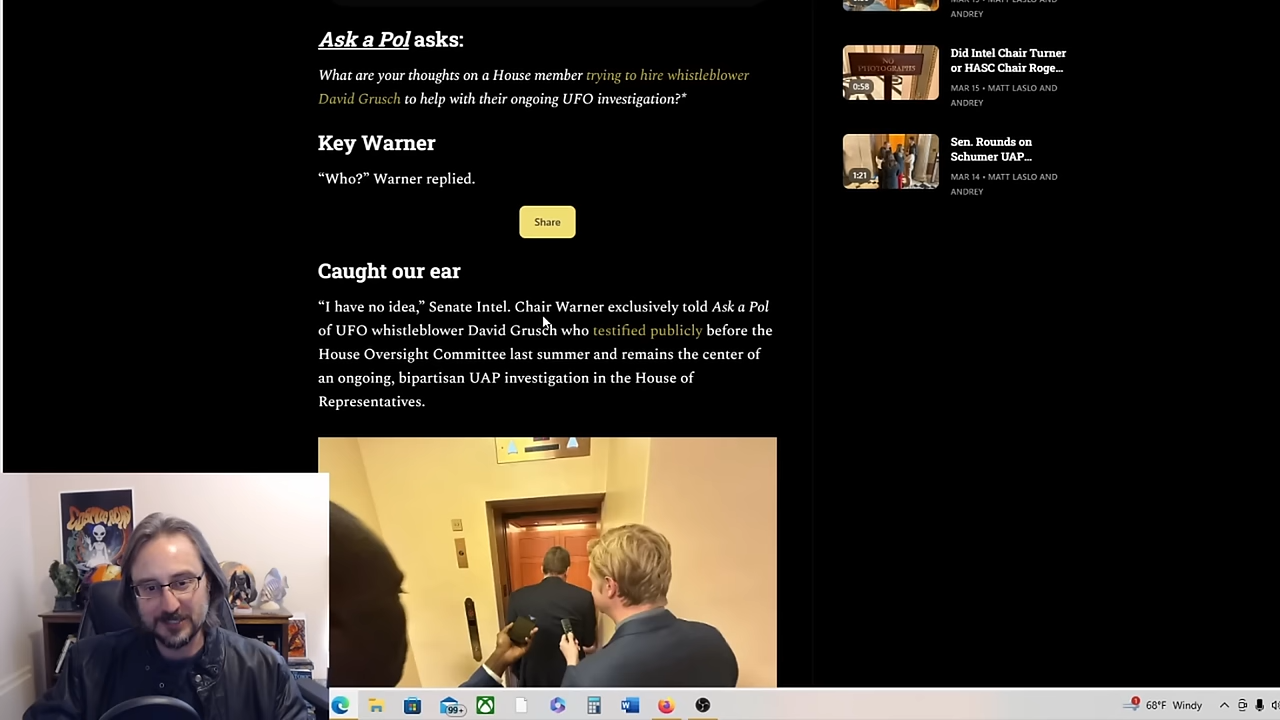 Ask a Pol asks:
What are your thoughts on a House member trying to hire whistleblower
David Grusch to help with their ongoing UFO investigation?*
Key Warner
“Who?” Warner replied.
Share
Caught our ear
“I have no idea,” Senate Intel. Chair Warner exclusively told Ask a Pol
of UFO whistleblower David Grusch who testified publicly before the
House Oversight Committee last summer and remains the center of
an ongoing, bipartisan UAP investigation in the House of
Representatives.
ANDREY
NO
PHOTOGRAPHS
0:58
Did Intel Chair Turner
or HASC Chair Roge...
MAR 15 • MATT LASLO AND
ANDREY
1:21
Sen. Rounds on
Schumer UAP...
MAR 14 • MATT LASLO AND
ANDREY
99+
68°F Windy